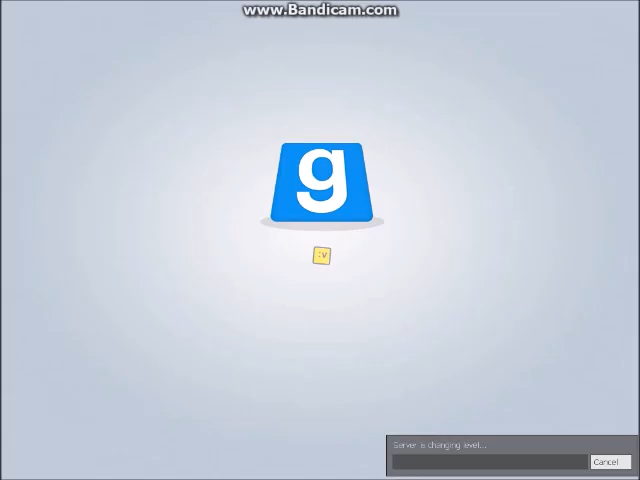 www.Bandicam.com
g
:v
Server is changing level...
Cancel